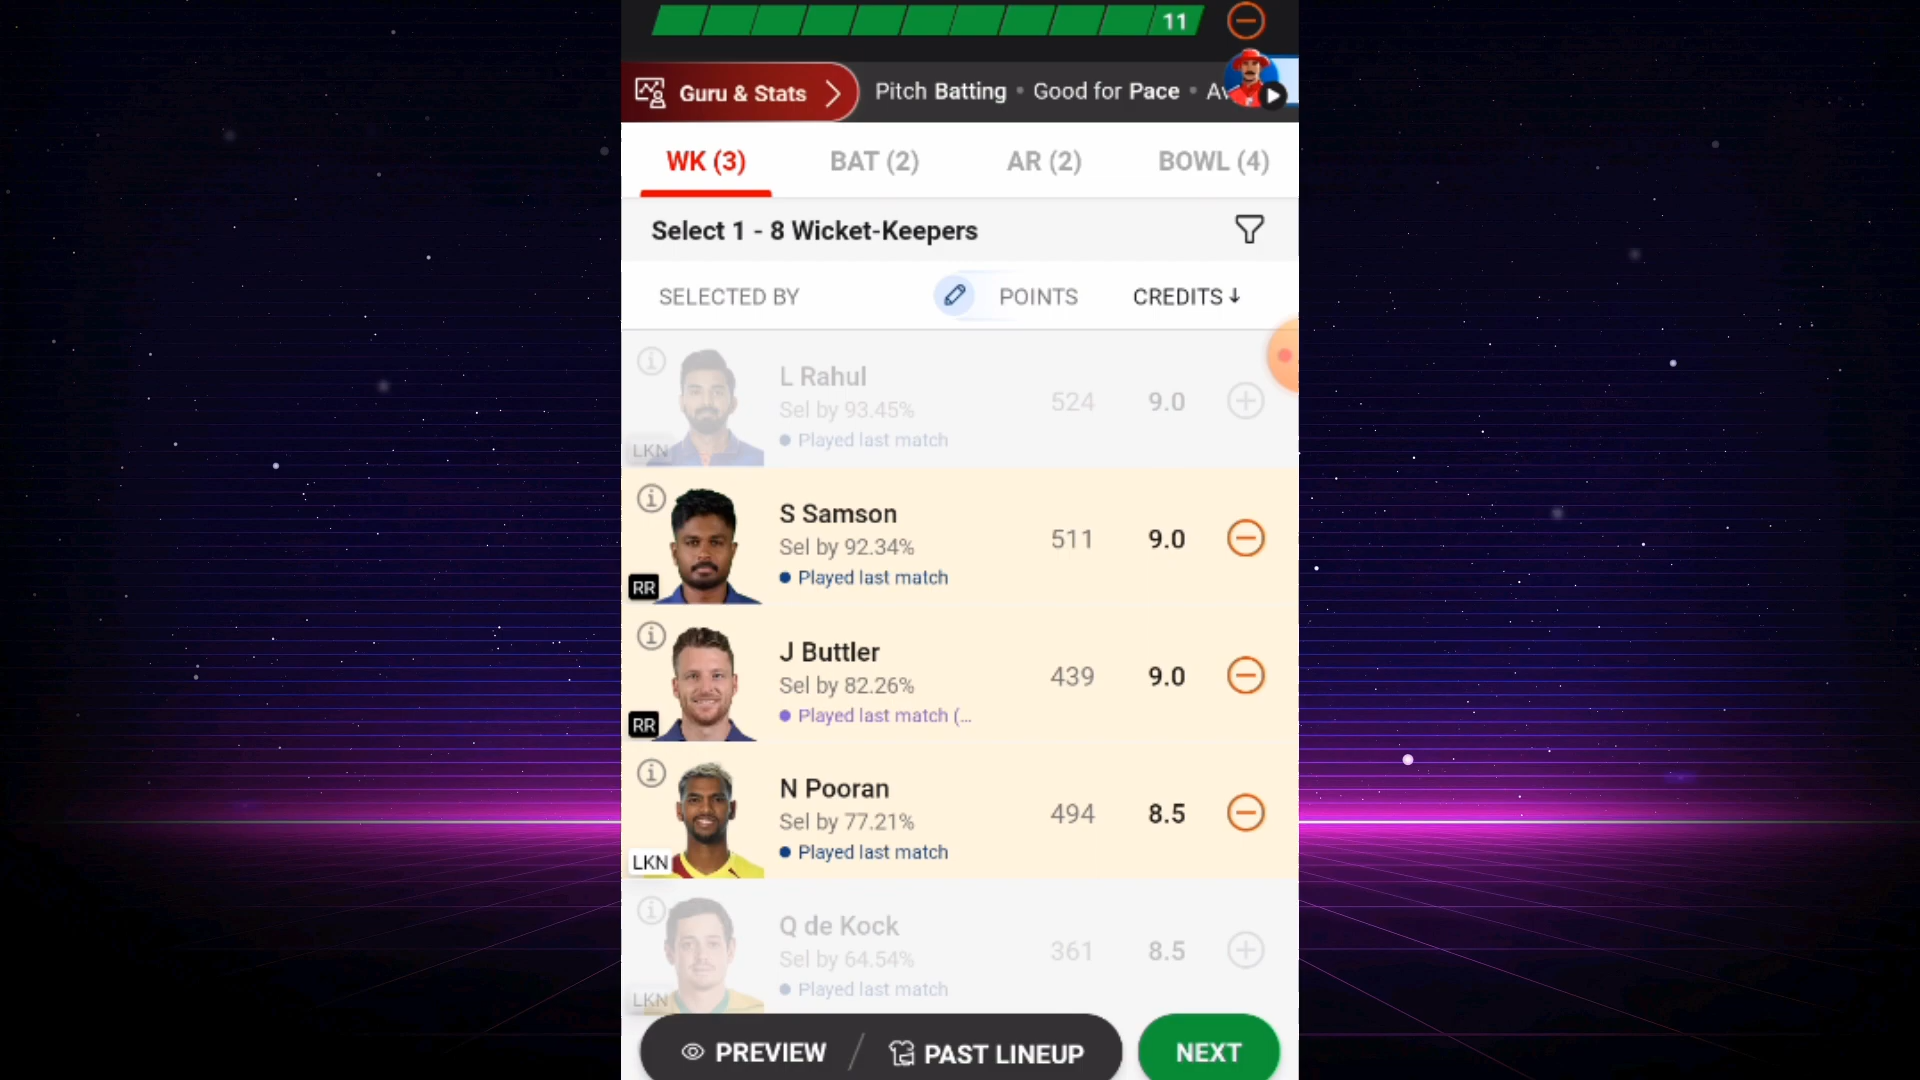 11
Guru & Stats
Pitch Batting • Good for Pace •
WK (3) BAT (2) AR (2) BOWL (4)
Select 1 - 8 Wicket-Keepers
SELECTED BY POINTS CREDITS ↓
L Rahul
Sel by 93.45% 524 9.0
Played last match
LKN
S Samson
Sel by 92.34% 511 9.0
Played last match
RR
J Buttler
Sel by 82.26% 439 9.0
Played last match (...
RR
N Pooran
Sel by 77.21% 494 8.5
Played last match
LKN
Q de Kock
Sel by 64.54% 361 8.5
Played last match
LKN
PREVIEW / PAST LINEUP NEXT